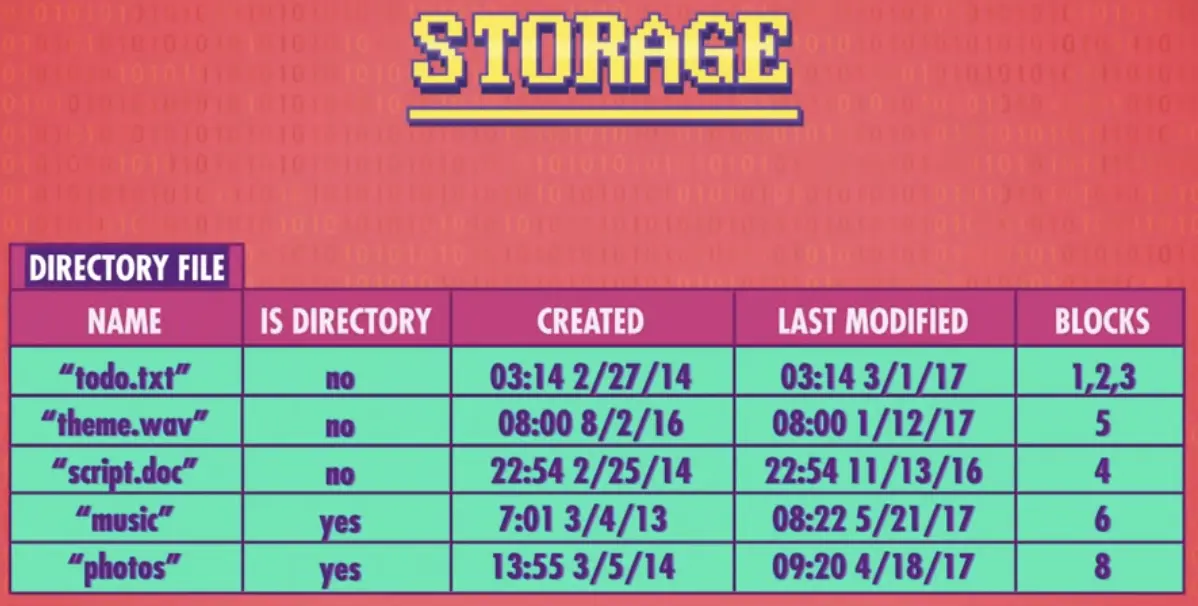 STORAGE
DIRECTORY FILE
NAME IS DIRECTORY CREATED LAST MODIFIED BLOCKS
“todo.txt” no 03:14 2/27/14 03:14 3/1/17 1,2,3
“theme.wav” no 08:00 8/2/16 08:00 1/12/17 5
“script.doc” no 22:54 2/25/14 22:54 11/13/16 4
“music” yes 7:01 3/4/13 08:22 5/21/17 6
“photos” yes 13:55 3/5/14 09:20 4/18/17 8